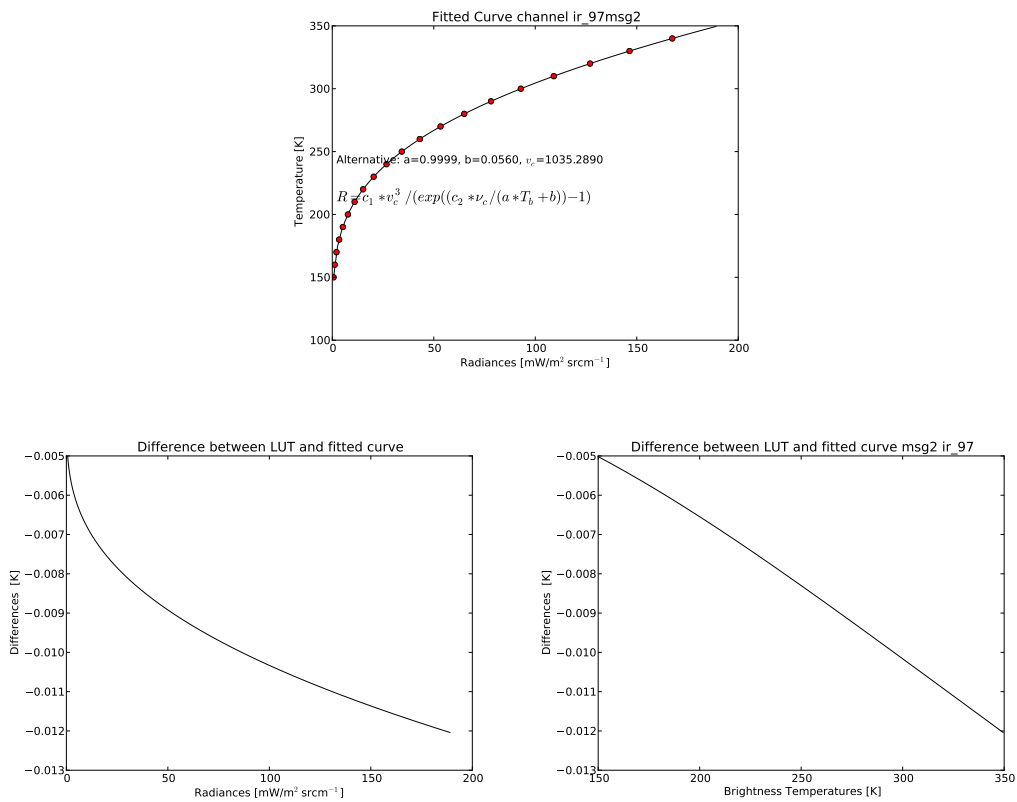 Fitted Curve channel ir_97msg2
350
300
250
200
150
100
Temperature [K]
Alternative: a=0.9999, b=0.0560, v_c=1035.2890
R=c_1*v_c^3/(exp((c_2*ν_c/(a*T_b+b))−1)
0 50 100 150 200
Radiances [mW/m^2 srcm^−1]
Difference between LUT and fitted curve
−0.005
−0.006
−0.007
−0.008
−0.009
−0.010
−0.011
−0.012
−0.013
Differences [K]
0 50 100 150 200
Radiances [mW/m^2 srcm^−1]
Difference between LUT and fitted curve msg2 ir_97
−0.005
−0.006
−0.007
−0.008
−0.009
−0.010
−0.011
−0.012
−0.013
Differences [K]
150 200 250 300 350
Brightness Temperatures [K]